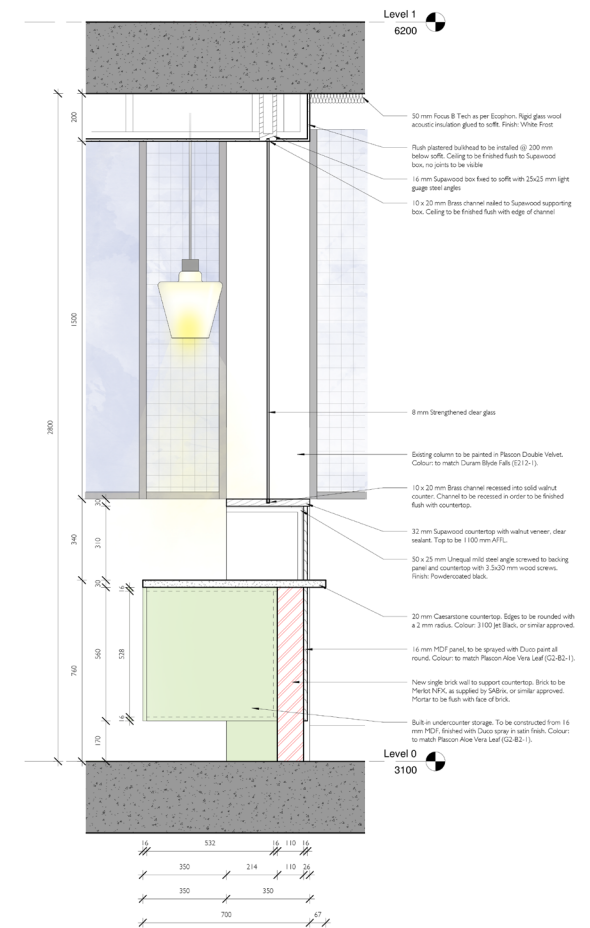 Level 1
6200
50 mm Focus B Tech as per Ecophon. Rigid glass wool
acoustic insulation glued to soffit. Finish: White Frost
Flush plastered bulkhead to be installed @ 200 mm
below soffit. Ceiling to be finished flush to Supawood
box, no joints to be visible
16 mm Supawood box fixed to soffit with 25x25 mm light
guage steel angles
10 x 20 mm Brass channel nailed to Supawood supporting
box. Ceiling to be finished flush with edge of channel
200
1500
2800
8 mm Strengthened clear glass
Existing column to be painted in Plascon Double Velvet.
Colour: to match Duram Blyde Falls (E212-1).
10 x 20 mm Brass channel recessed into solid walnut
counter. Channel to be recessed in order to be finished
flush with countertop.
30
340
310
32 mm Supawood countertop with walnut veneer, clear
sealant. Top to be 1100 mm AFFL.
50 x 25 mm Unequal mild steel angle screwed to backing
panel and countertop with 3.5x30 mm wood screws.
Finish: Powdercoated black.
30
16
20 mm Caesarstone countertop. Edges to be rounded with
a 2 mm radius. Colour: 3100 Jet Black, or similar approved.
16 mm MDF panel, to be sprayed with Duco paint all
round. Colour: to match Plascon Aloe Vera Leaf (G2-B2-1).
760
560
528
New single brick wall to support countertop. Brick to be
Merlot NFX, as supplied by SABrix, or similar approved.
Mortar to be flush with face of brick.
16
170
Built-in undercounter storage. To be constructed from 16
mm MDF, finished with Duco spray in satin finish. Colour:
to match Plascon Aloe Vera Leaf (G2-B2-1).
Level 0
3100
16 532 16 110 16
350 214 110 26
350 350
700 67